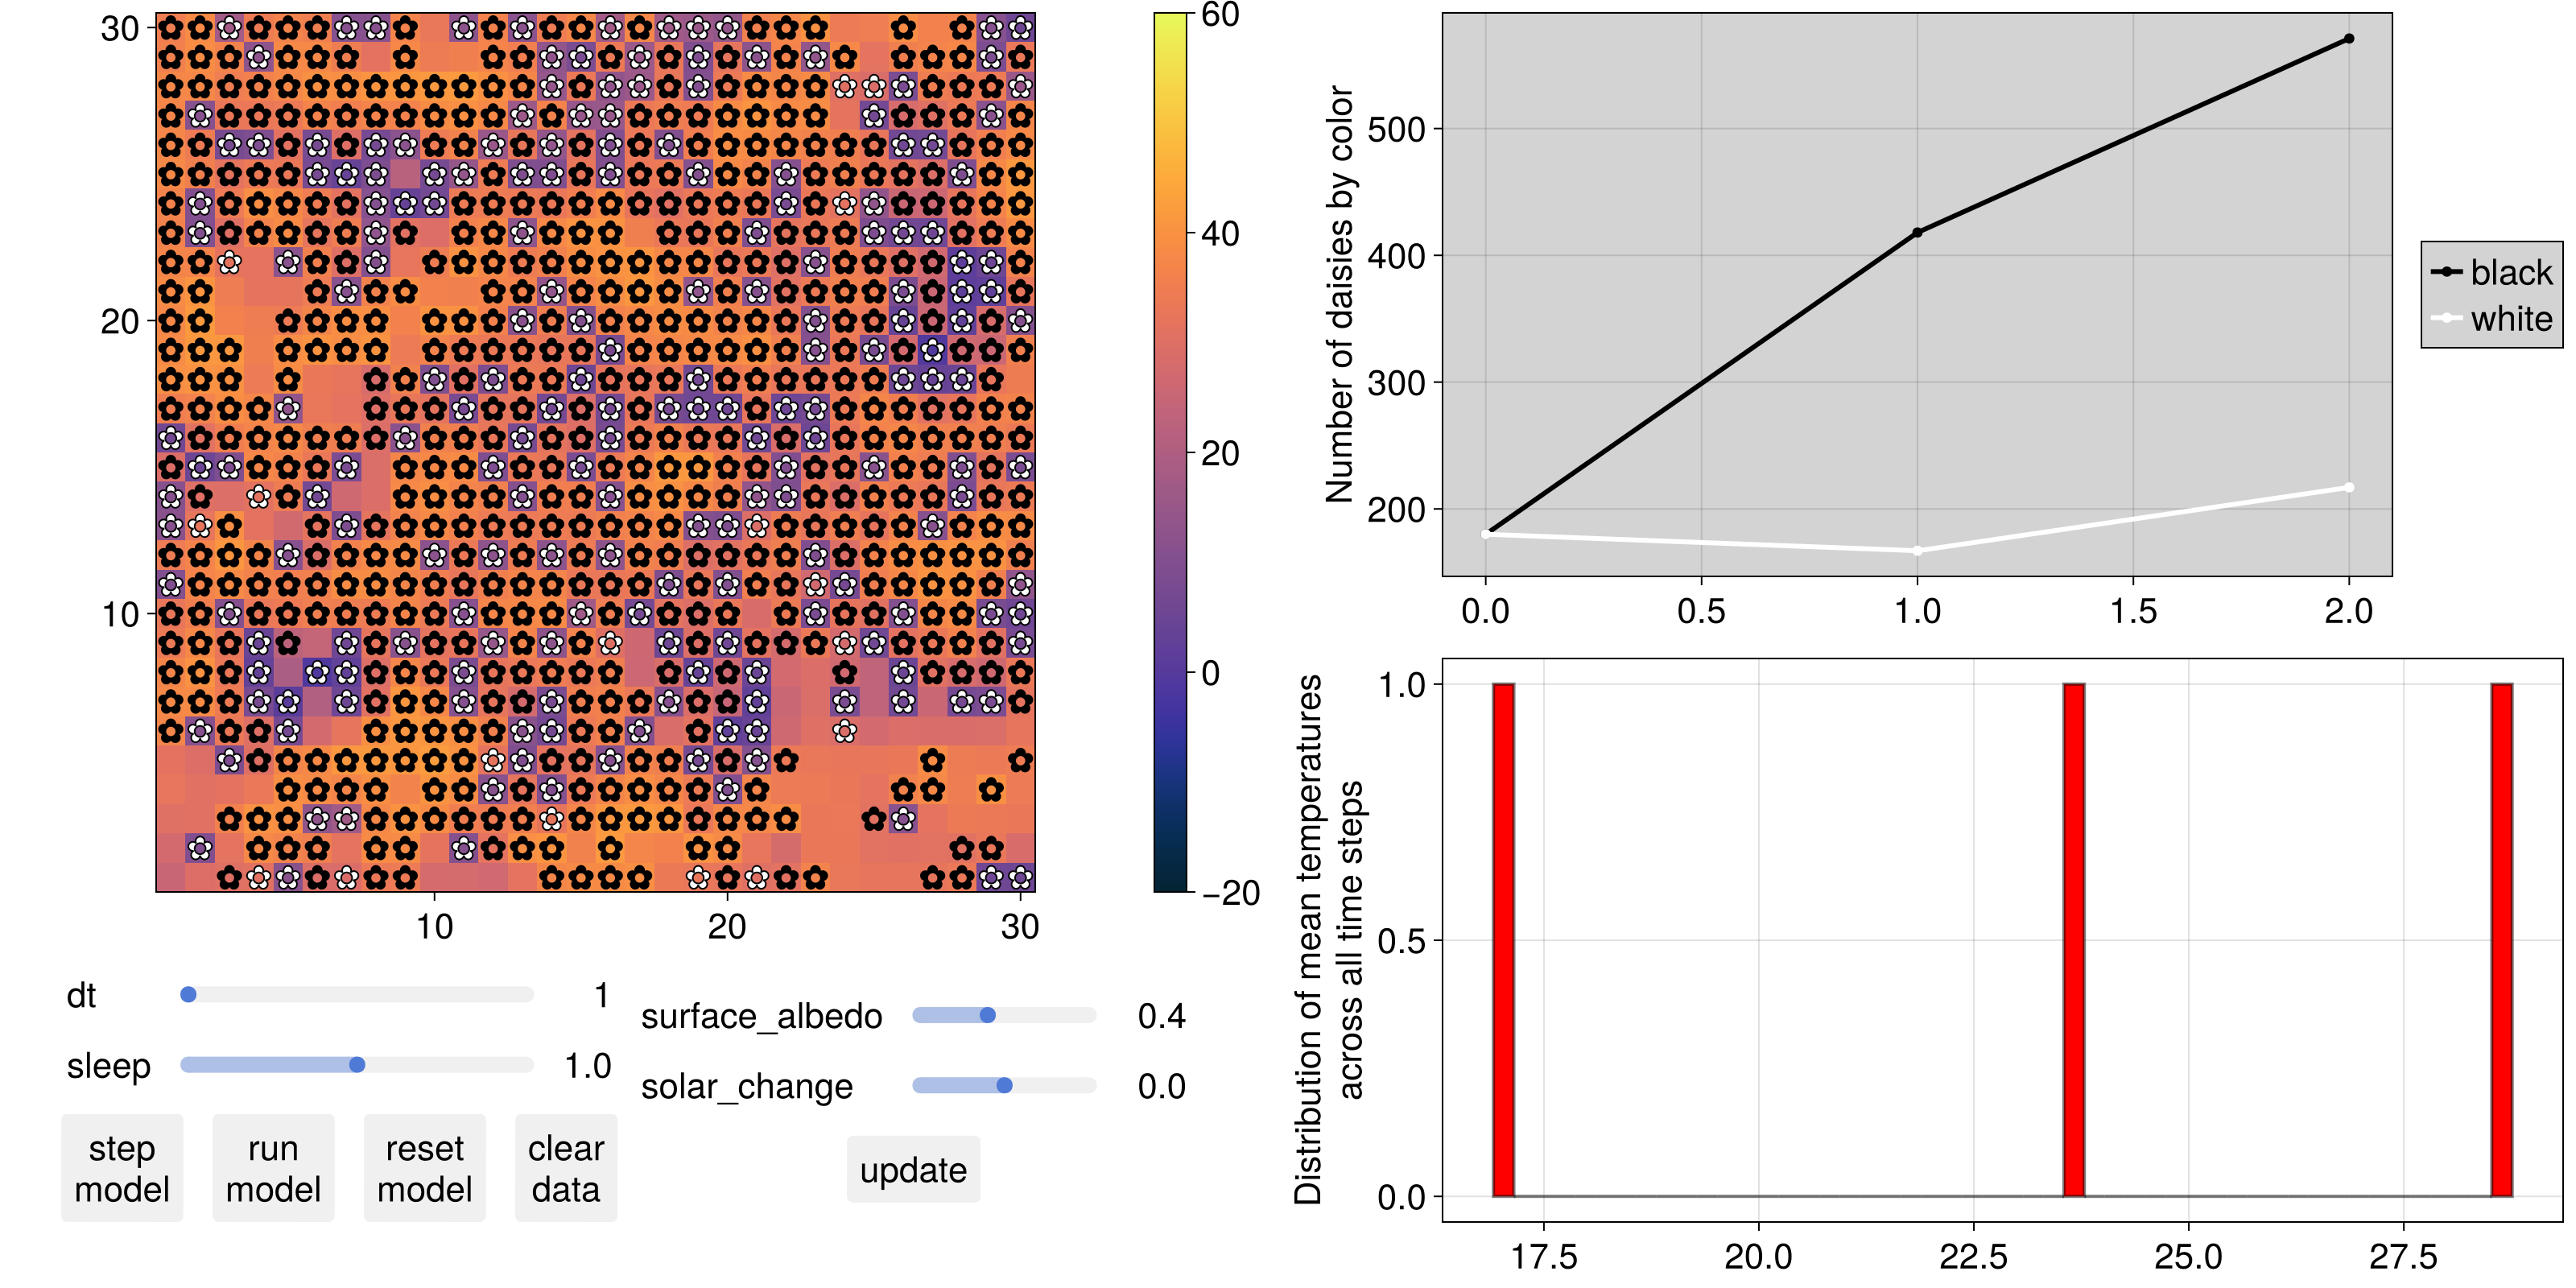 30
20
10
10
20
30
60
40
20
0
−20
Number of daisies by color
500
400
300
200
0.0
0.5
1.0
1.5
2.0
black
white
Distribution of mean temperatures
across all time steps
1.0
0.5
0.0
17.5
20.0
22.5
25.0
27.5
dt
1
sleep
1.0
surface_albedo
0.4
solar_change
0.0
step
model
run
model
reset
model
clear
data
update